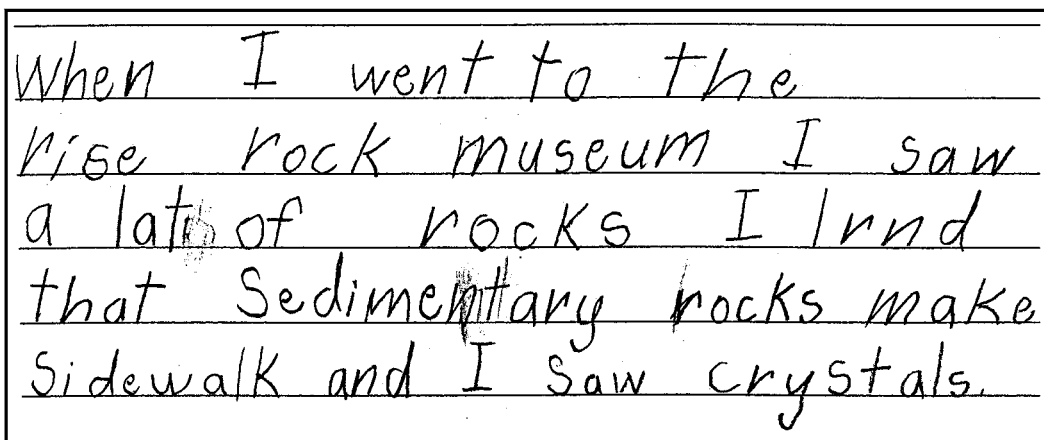 When I went to the
rise rock museum I saw
a lat of rocks I lrnd
that Sedimentary rocks make
Sidewalk and I saw crystals.